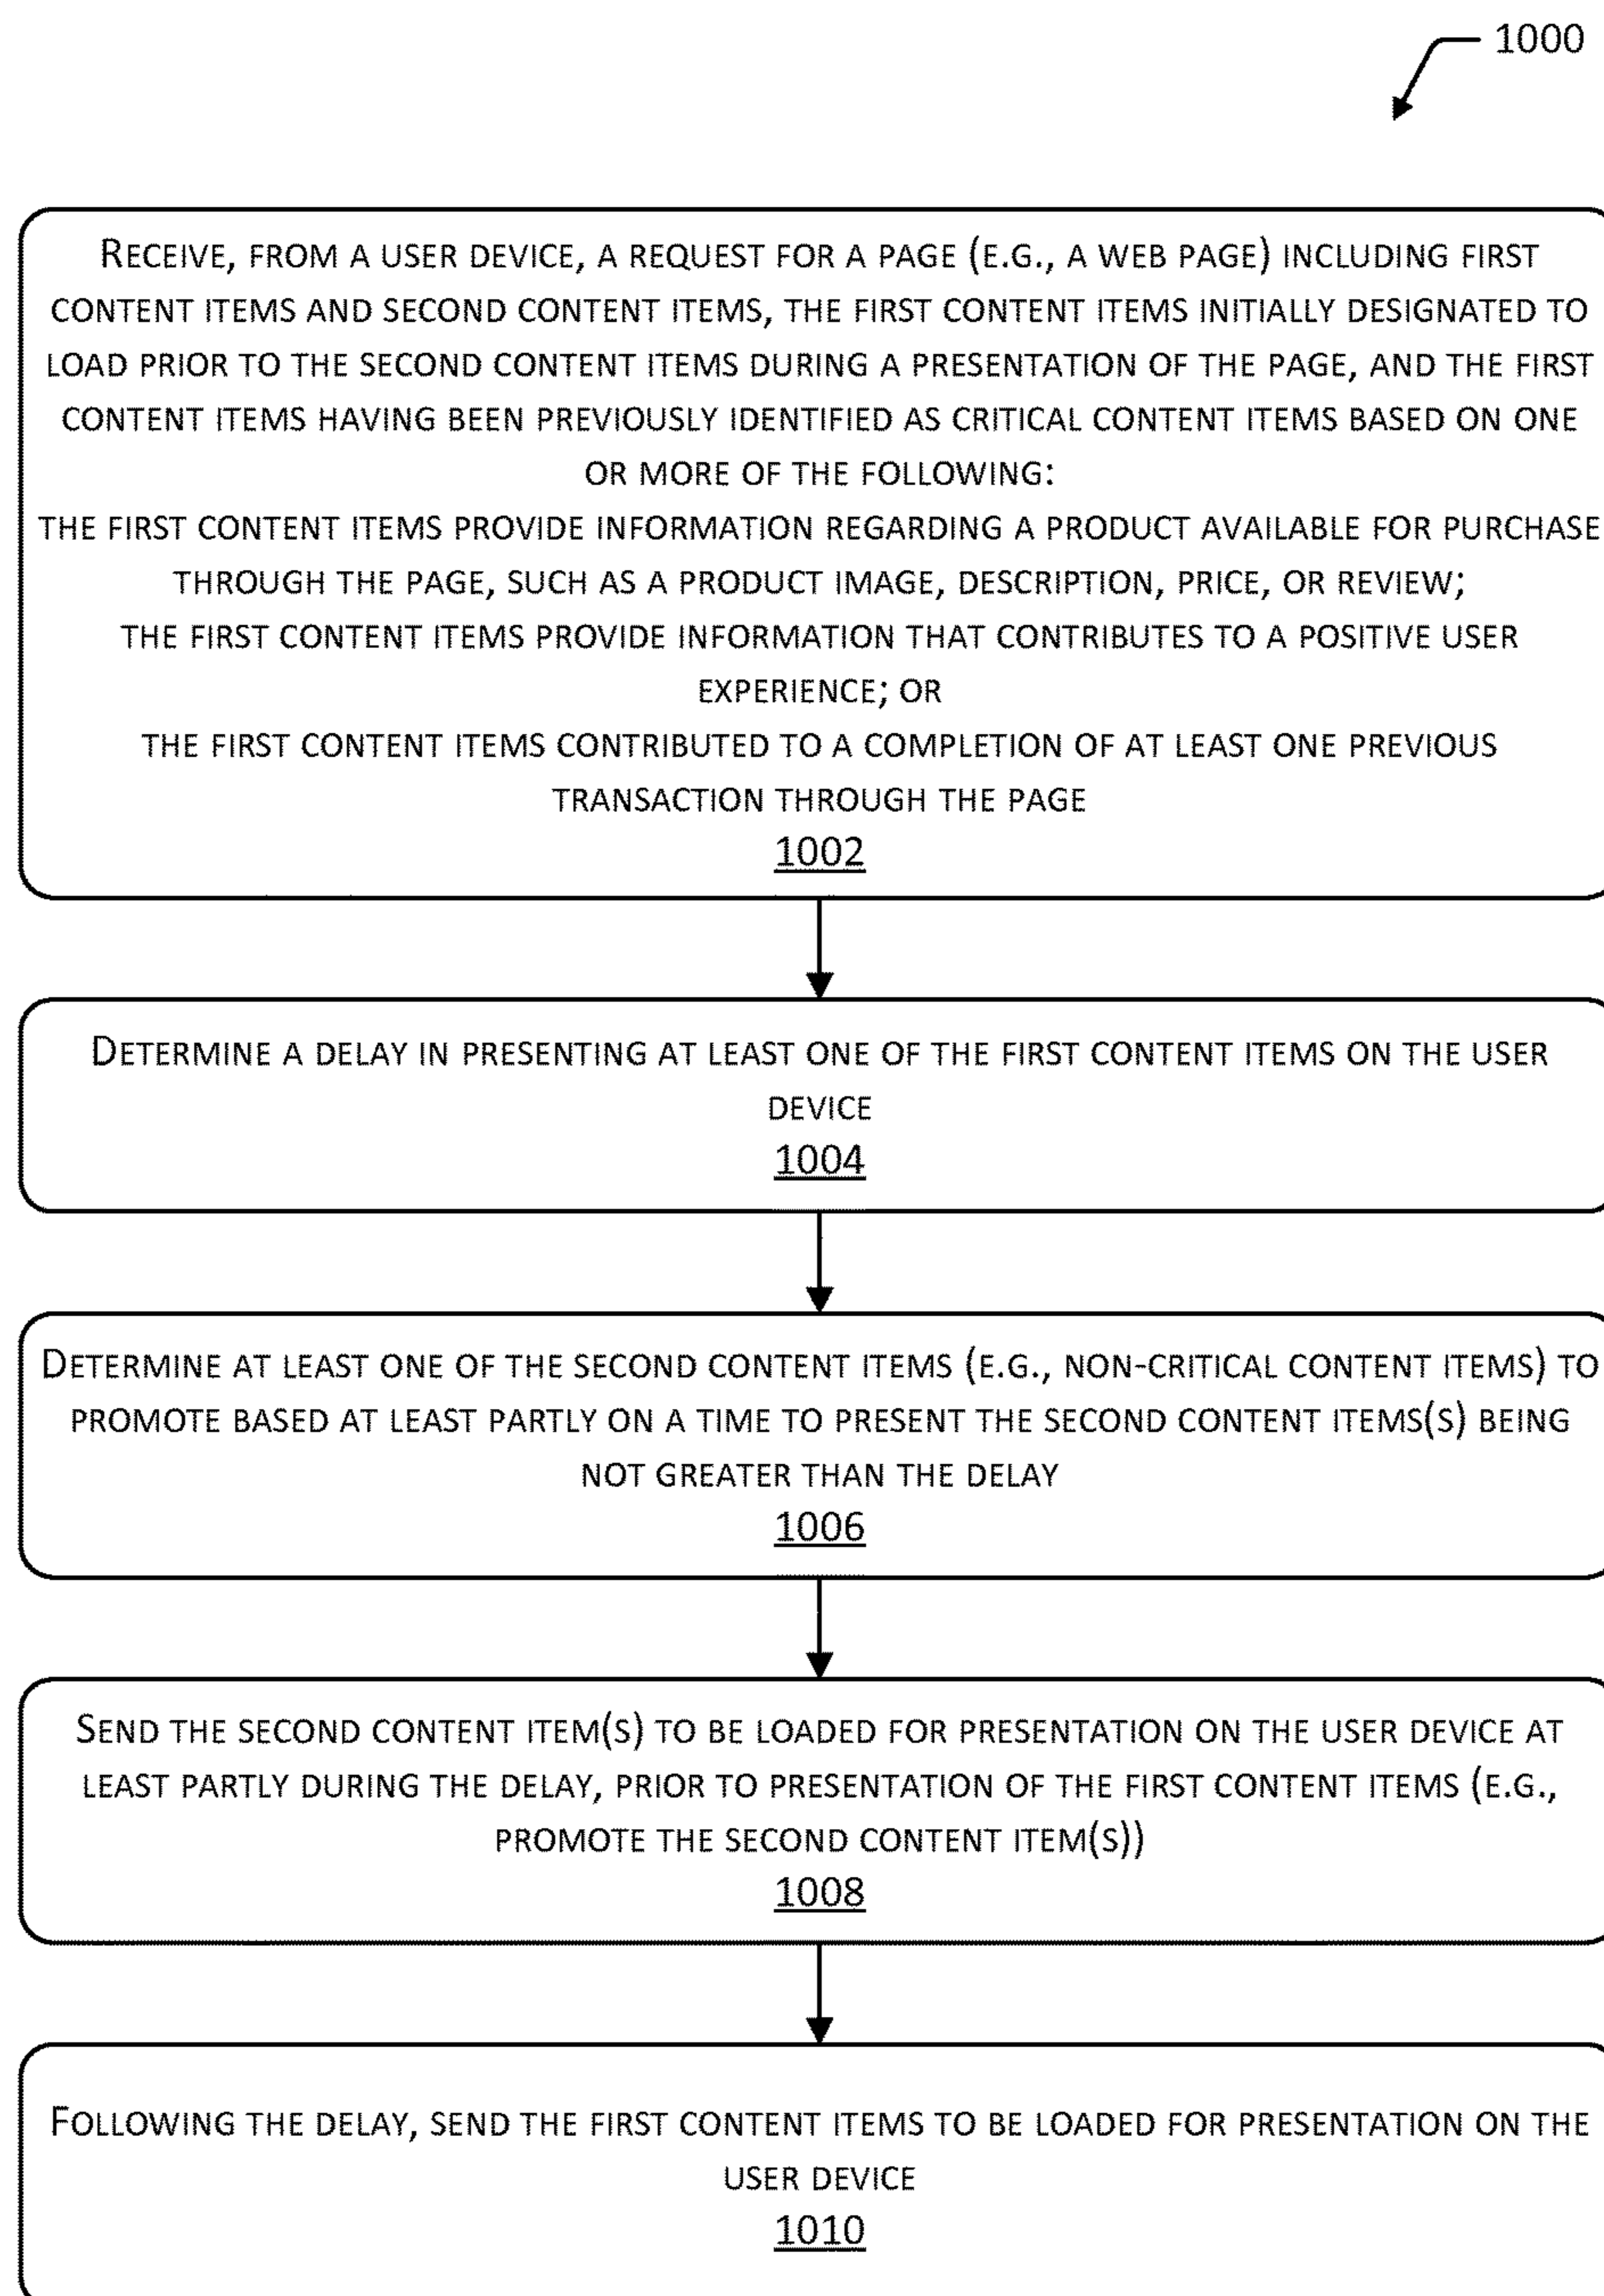 1000
RECEIVE, FROM A USER DEVICE, A REQUEST FOR A PAGE (E.G., A WEB PAGE) INCLUDING FIRST
CONTENT ITEMS AND SECOND CONTENT ITEMS, THE FIRST CONTENT ITEMS INITIALLY DESIGNATED TO
LOAD PRIOR TO THE SECOND CONTENT ITEMS DURING A PRESENTATION OF THE PAGE, AND THE FIRST
CONTENT ITEMS HAVING BEEN PREVIOUSLY IDENTIFIED AS CRITICAL CONTENT ITEMS BASED ON ONE
OR MORE OF THE FOLLOWING:
THE FIRST CONTENT ITEMS PROVIDE INFORMATION REGARDING A PRODUCT AVAILABLE FOR PURCHASE
THROUGH THE PAGE, SUCH AS A PRODUCT IMAGE, DESCRIPTION, PRICE, OR REVIEW;
THE FIRST CONTENT ITEMS PROVIDE INFORMATION THAT CONTRIBUTES TO A POSITIVE USER
EXPERIENCE; OR
THE FIRST CONTENT ITEMS CONTRIBUTED TO A COMPLETION OF AT LEAST ONE PREVIOUS
TRANSACTION THROUGH THE PAGE
1002
DETERMINE A DELAY IN PRESENTING AT LEAST ONE OF THE FIRST CONTENT ITEMS ON THE USER
DEVICE
1004
DETERMINE AT LEAST ONE OF THE SECOND CONTENT ITEMS (E.G., NON-CRITICAL CONTENT ITEMS) TO
PROMOTE BASED AT LEAST PARTLY ON A TIME TO PRESENT THE SECOND CONTENT ITEMS(S) BEING
NOT GREATER THAN THE DELAY
1006
SEND THE SECOND CONTENT ITEM(S) TO BE LOADED FOR PRESENTATION ON THE USER DEVICE AT
LEAST PARTLY DURING THE DELAY, PRIOR TO PRESENTATION OF THE FIRST CONTENT ITEMS (E.G.,
PROMOTE THE SECOND CONTENT ITEM(S))
1008
FOLLOWING THE DELAY, SEND THE FIRST CONTENT ITEMS TO BE LOADED FOR PRESENTATION ON THE
USER DEVICE
1010